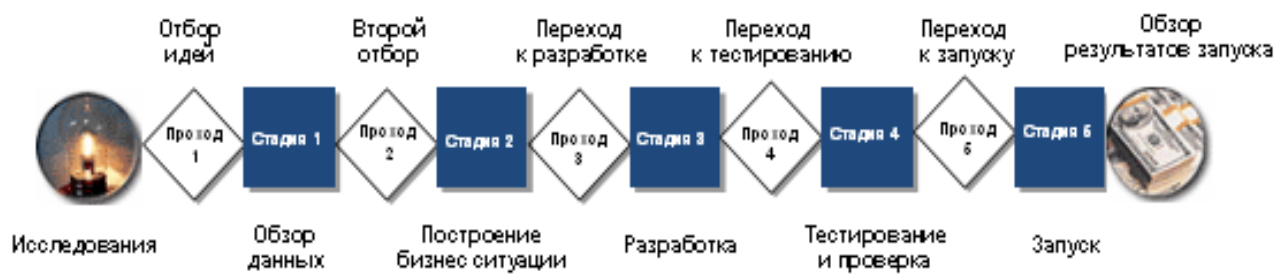 Отбор
идей
Второй
отбор
Переход
к разработке
Переход
к тестированию
Переход
к запуску
Обзор
результатов запуска
Проход
1
Стадия 1
Проход
2
Стадия 2
Проход
3
Стадия 3
Проход
4
Стадия 4
Проход
5
Стадия 5
Исследования
Обзор
данных
Построение
бизнес ситуации
Разработка
Тестирование
и проверка
Запуск